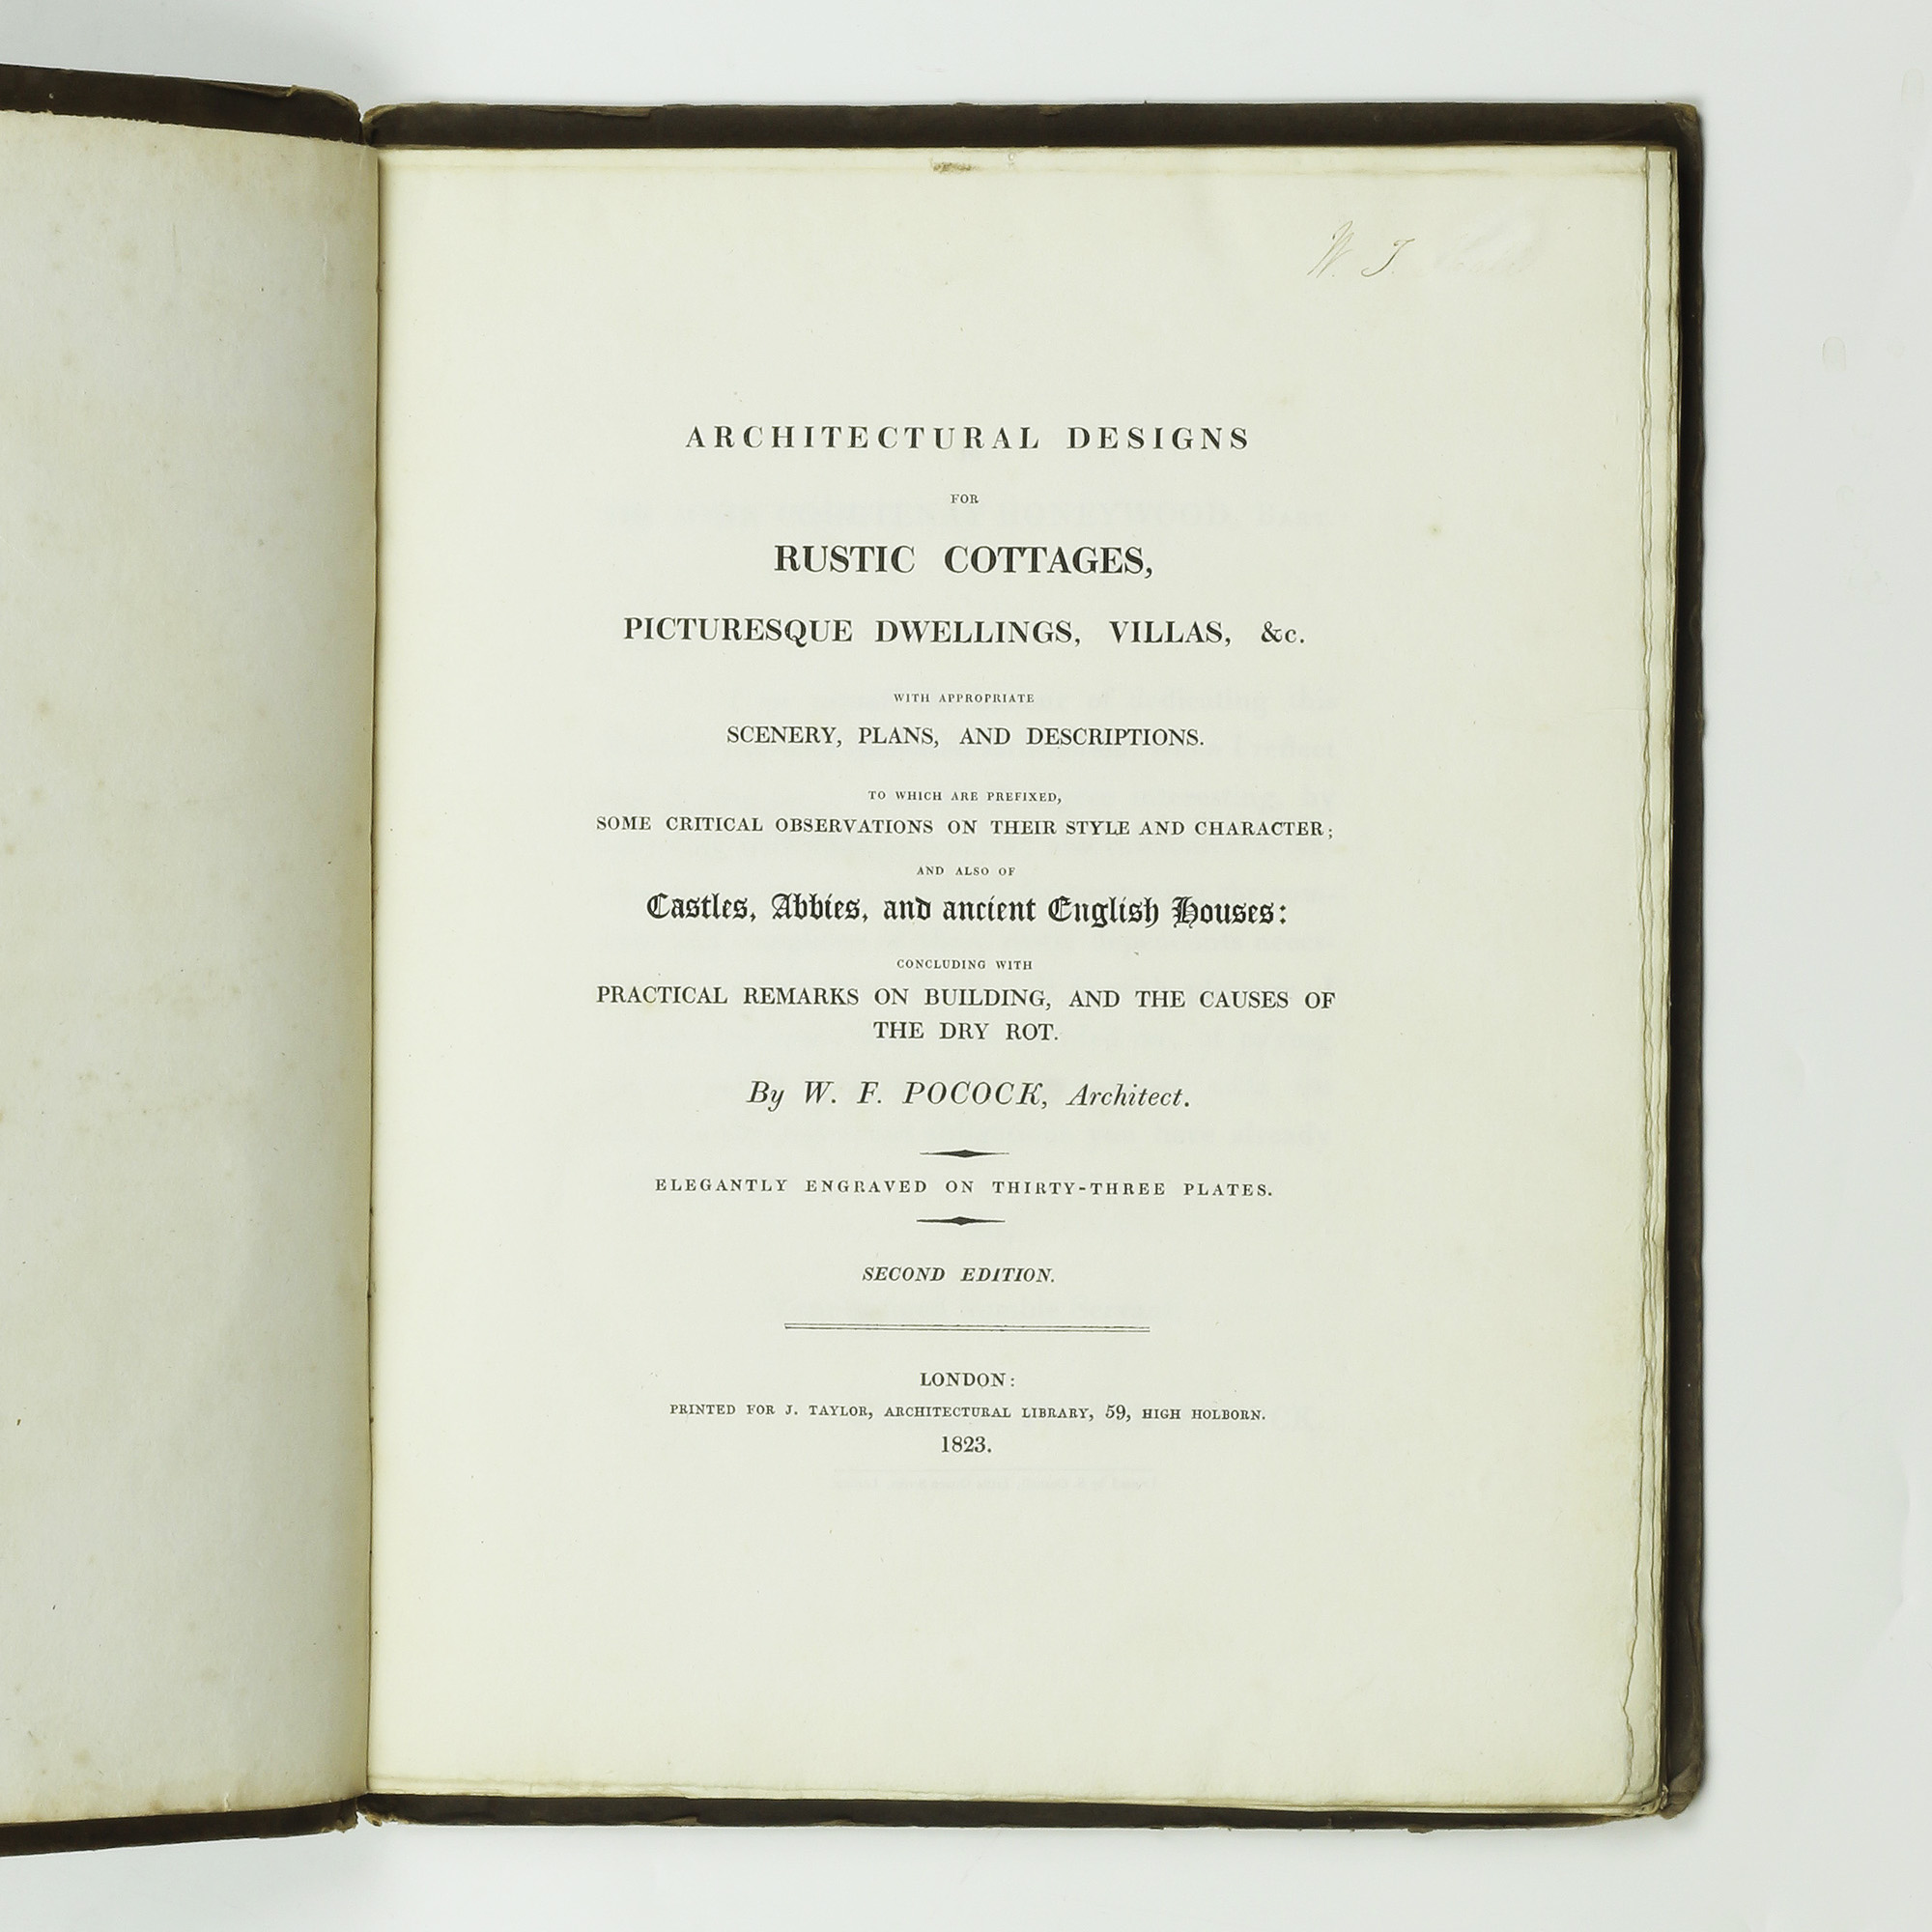 W. J.
ARCHITECTURAL DESIGNS
FOR
RUSTIC COTTAGES,
PICTURESQUE DWELLINGS, VILLAS, &c.
WITH APPROPRIATE
SCENERY, PLANS, AND DESCRIPTIONS.
TO WHICH ARE PREFIXED,
SOME CRITICAL OBSERVATIONS ON THEIR STYLE AND CHARACTER;
AND ALSO OF
Castles, Abbies, and ancient English Houses:
CONCLUDING WITH
PRACTICAL REMARKS ON BUILDING, AND THE CAUSES OF
THE DRY ROT.
By W. F. POCOCK, Architect.
ELEGANTLY ENGRAVED ON THIRTY-THREE PLATES.
SECOND EDITION.
LONDON:
PRINTED FOR J. TAYLOR, ARCHITECTURAL LIBRARY, 59, HIGH HOLBORN.
1823.